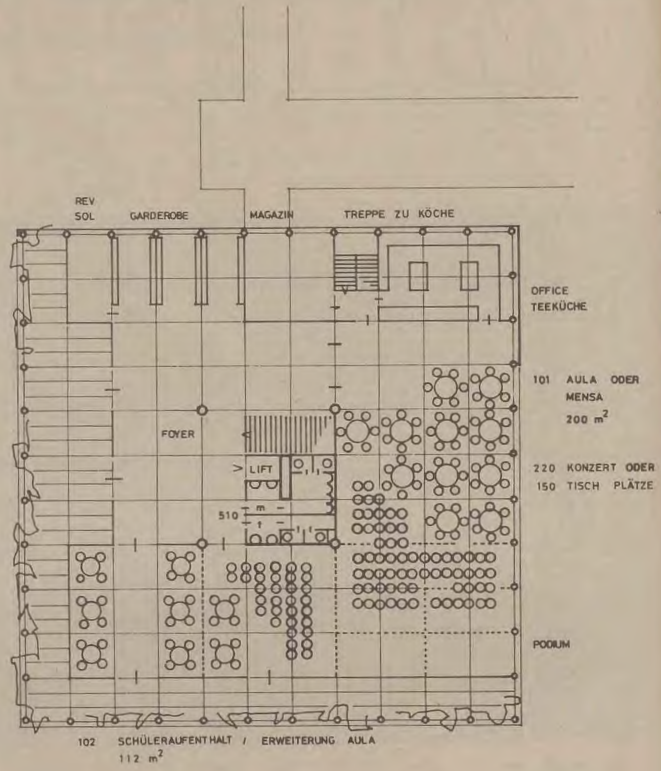 REV.
SOL
GARDEROBE
MAGAZIN
TREPPE ZU KÖCHE
OFFICE
TEEKÜCHE
101 AULA ODER
MENSA
200 m²
FOYER
LIFT
220 KONZERT ODER
150 TISCH PLÄTZE
m
510
t
PODIUM
102 SCHÜLERAUFENTHALT / ERWEITERUNG AULA
112 m²